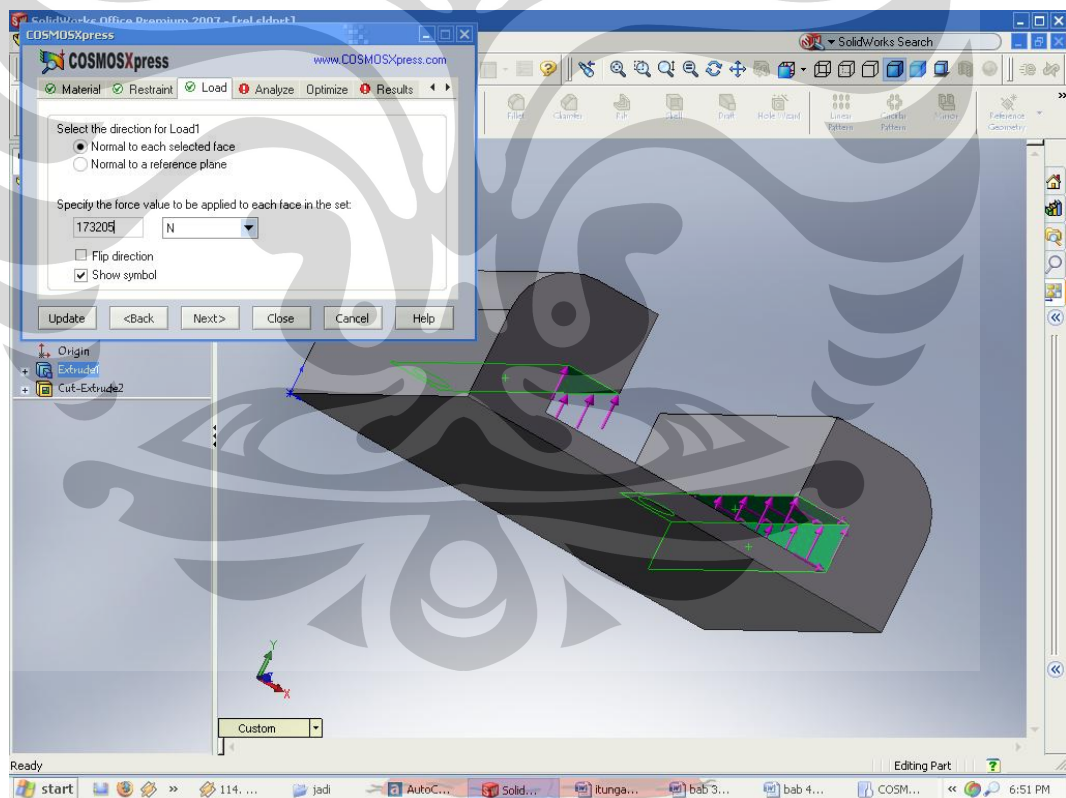 SolidWorks Office Premium 2007 - [rel.sldprt]
COSMOSXpress
COSMOSXpress
www.COSMOSXpress.com
Material Restraint Load Analyze Optimize Results
Select the direction for Load1
Normal to each selected face
Normal to a reference plane
Specify the force value to be applied to each face in the set:
173205 N
Flip direction
Show symbol
Update <Back Next> Close Cancel Help
SolidWorks Search
Fillet Chamfer Rib Shell Draft Hole Wizard Linear Pattern Circular Pattern Mirror Reference Geometry
Origin
Extrude1
Cut-Extrude2
Y
X
Custom
Ready
Editing Part
start 114. ... jadi AutoC... Solid... itunga... bab 3... bab 4... COSM... 6:51 PM